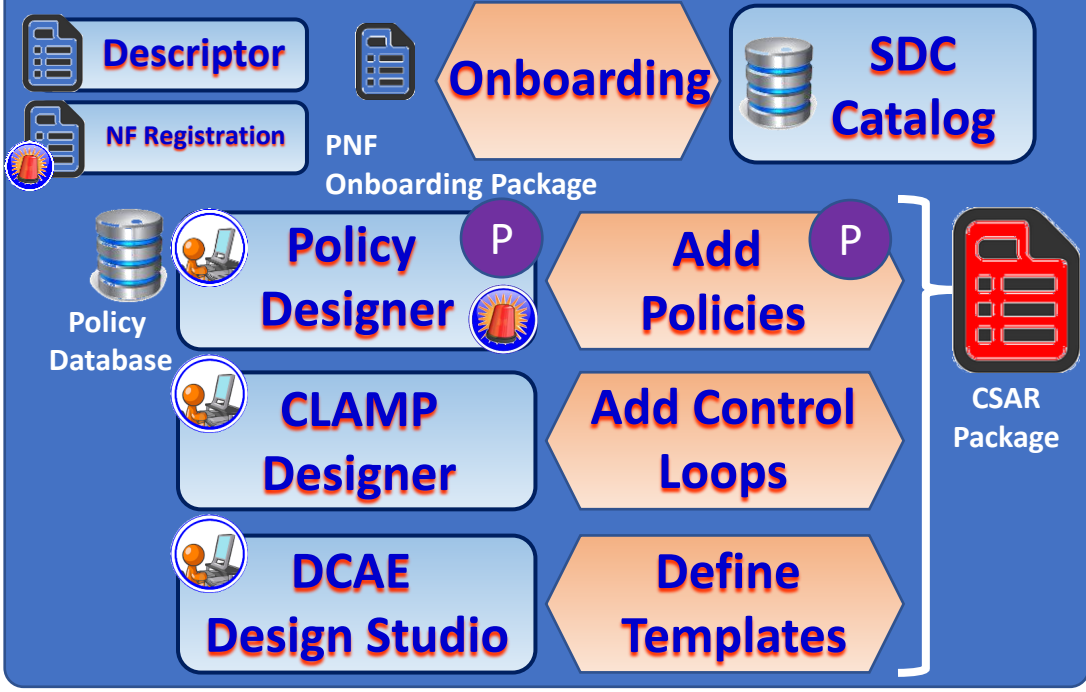 Descriptor
NF Registration
PNF
Onboarding Package
Onboarding
SDC
Catalog
Policy
Database
Policy
Designer
P
Add
Policies
P
CLAMP
Designer
Add Control
Loops
DCAE
Design Studio
Define
Templates
CSAR
Package